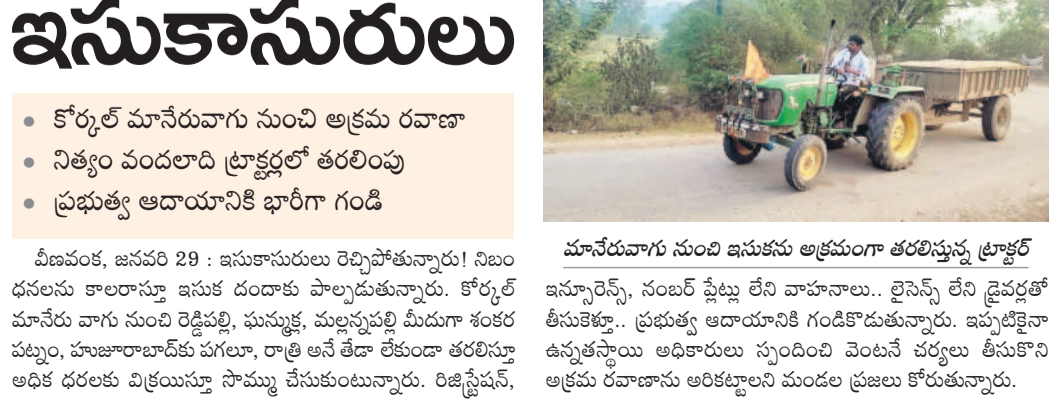 ఇసుకాసురులు
• కోర్కల్ మానేరువాగు నుంచి అక్రమ రవాణా
• నిత్యం వందలాది ట్రాక్టర్లలో తరలింపు
• ప్రభుత్వ ఆదాయానికి భారీగా గండి
వీణవంక, జనవరి 29 : ఇసుకాసురులు రెచ్చిపోతున్నారు! నిబం
ధనలను కాలరాస్తూ ఇసుక దందాకు పాల్పడుతున్నారు. కోర్కల్
మానేరు వాగు నుంచి రెడ్డిపల్లి, ఘన్ముక్ల, మల్లన్నపల్లి మీదుగా శంకర
పట్నం, హుజూరాబాద్‌కు పగలూ, రాత్రి అనే తేడా లేకుండా తరలిస్తూ
అధిక ధరలకు విక్రయిస్తూ సొమ్ము చేసుకుంటున్నారు. రిజిస్ట్రేషన్,
మానేరువాగు నుంచి ఇసుకను అక్రమంగా తరలిస్తున్న ట్రాక్టర్
ఇన్సూరెన్స్, నంబర్ ప్లేట్లు లేని వాహనాలు.. లైసెన్స్ లేని డ్రైవర్లతో
తీసుకెళ్తూ.. ప్రభుత్వ ఆదాయానికి గండికొడుతున్నారు. ఇప్పటికైనా
ఉన్నతస్థాయి అధికారులు స్పందించి వెంటనే చర్యలు తీసుకొని
అక్రమ రవాణాను అరికట్టాలని మండల ప్రజలు కోరుతున్నారు.